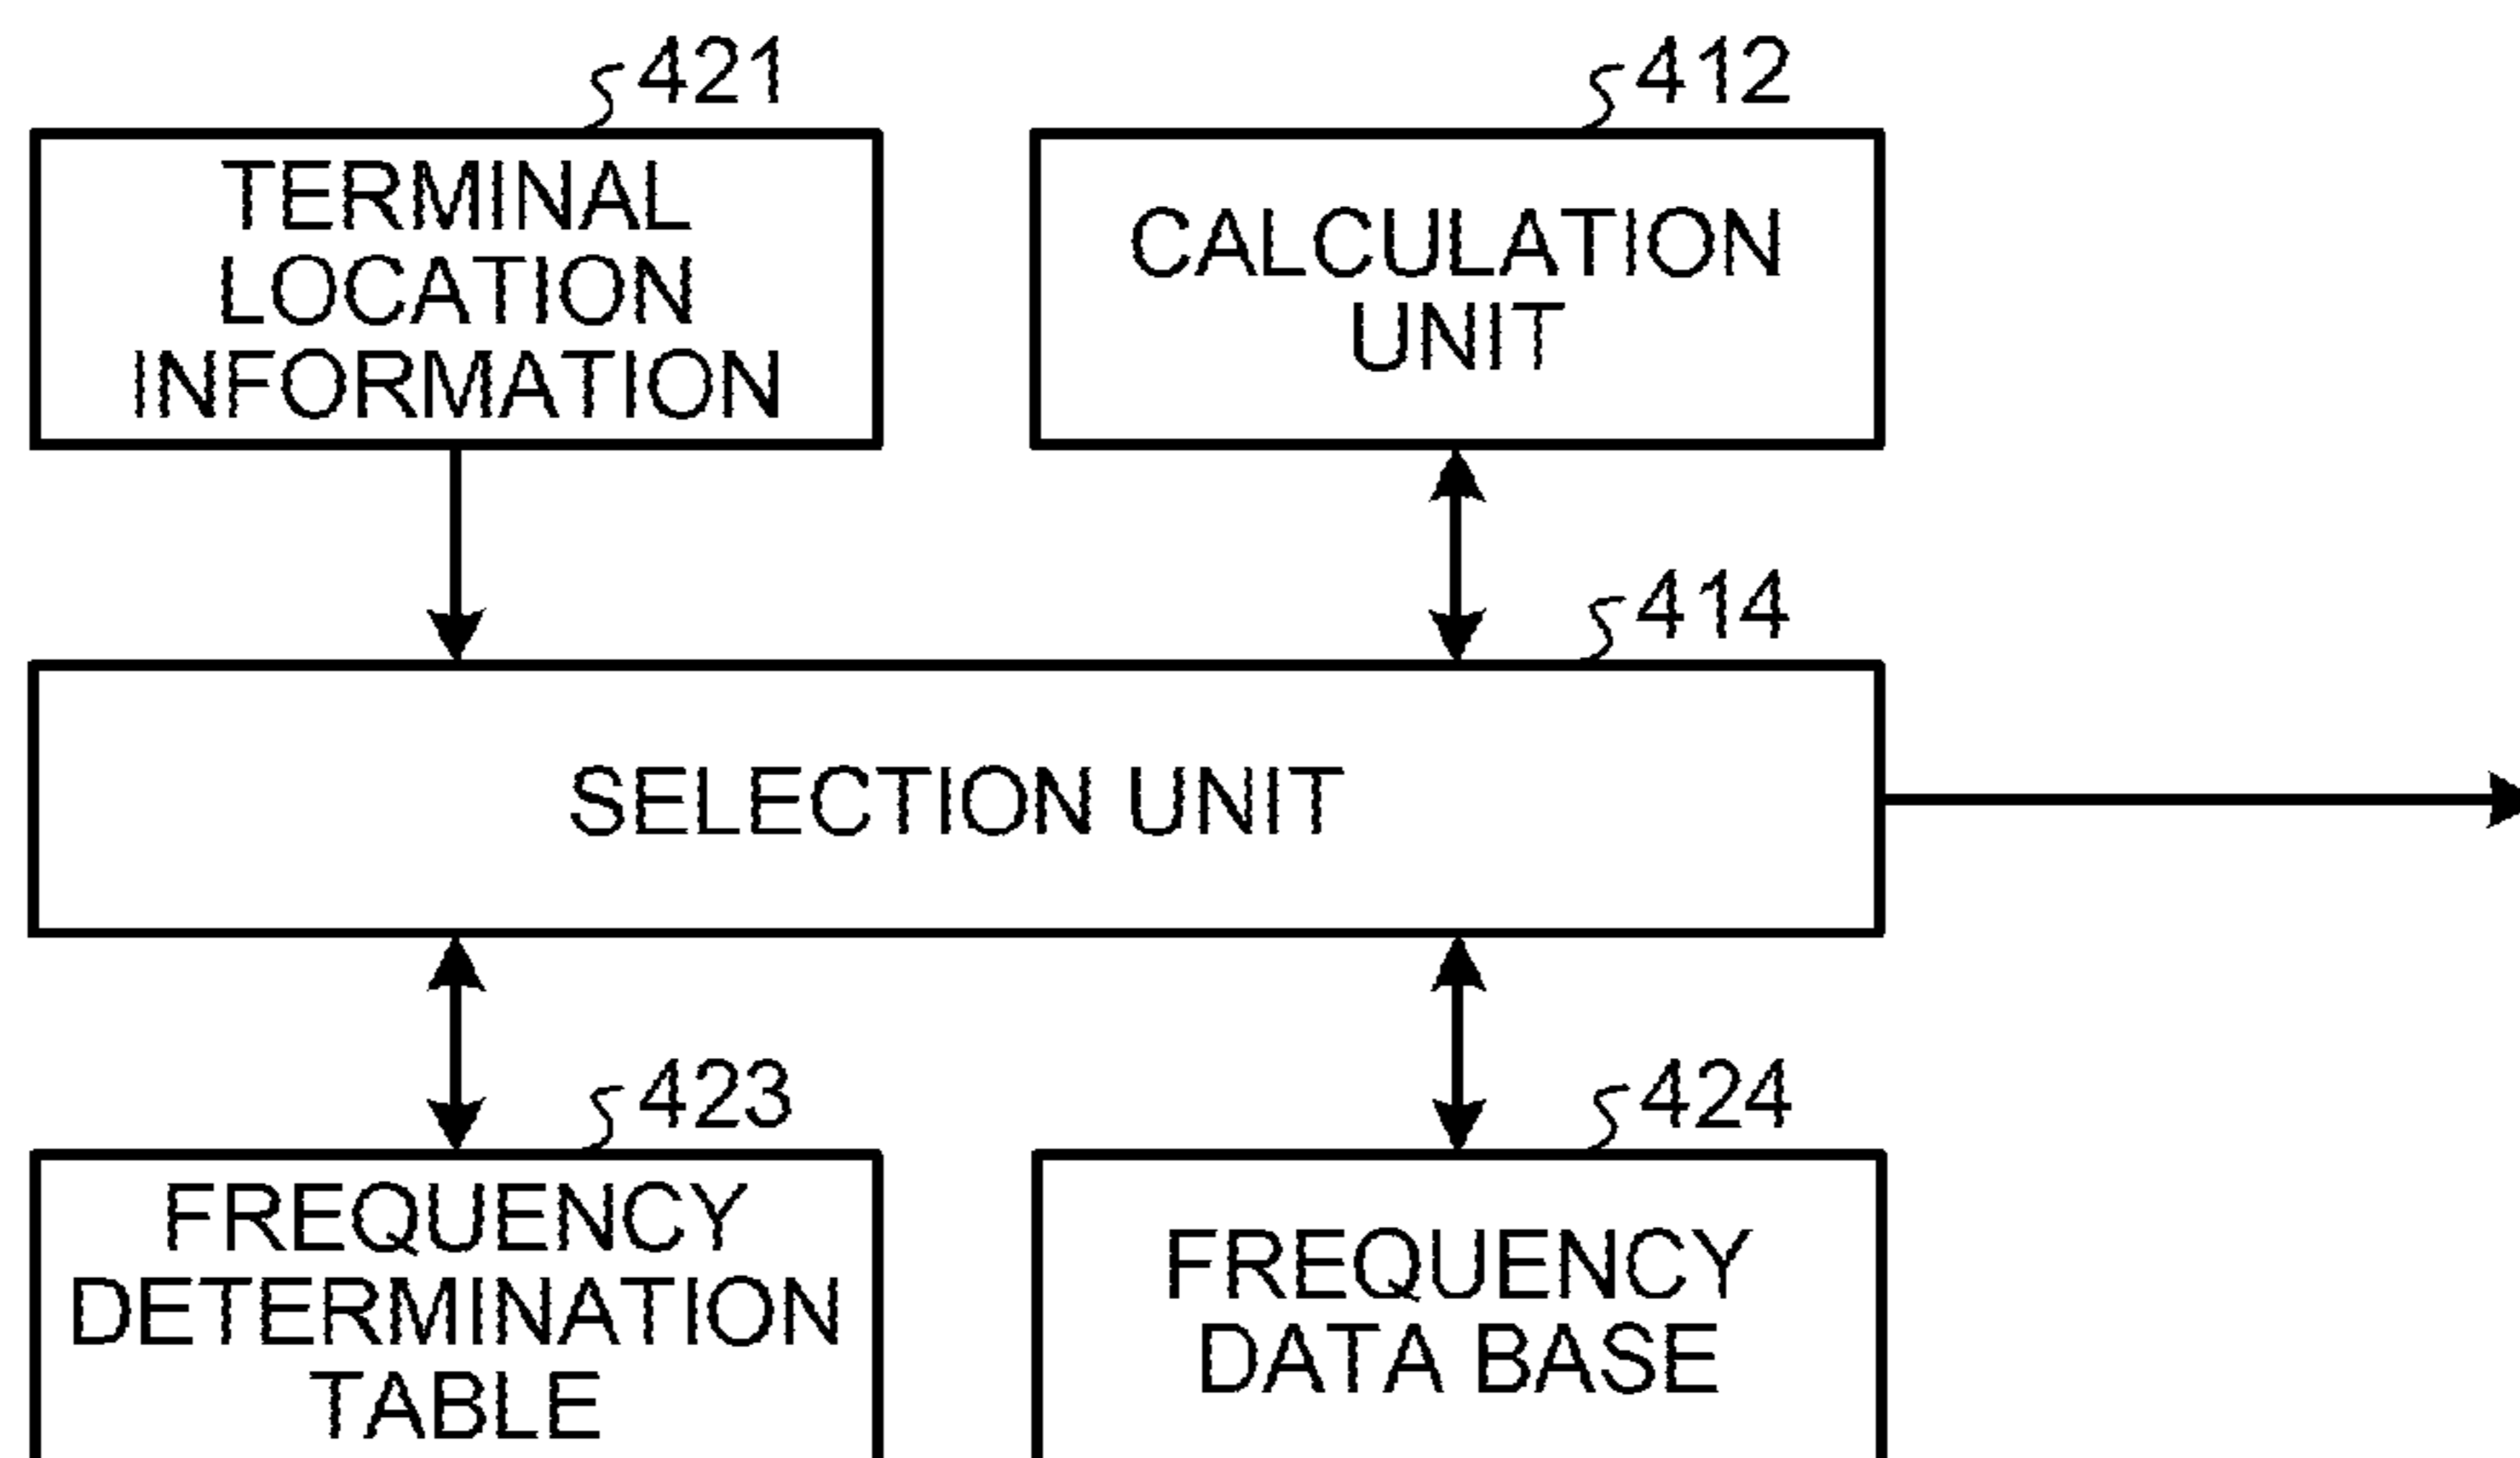 421
TERMINAL
LOCATION
INFORMATION
412
CALCULATION
UNIT
414
SELECTION UNIT
423
FREQUENCY
DETERMINATION
TABLE
424
FREQUENCY
DATA BASE